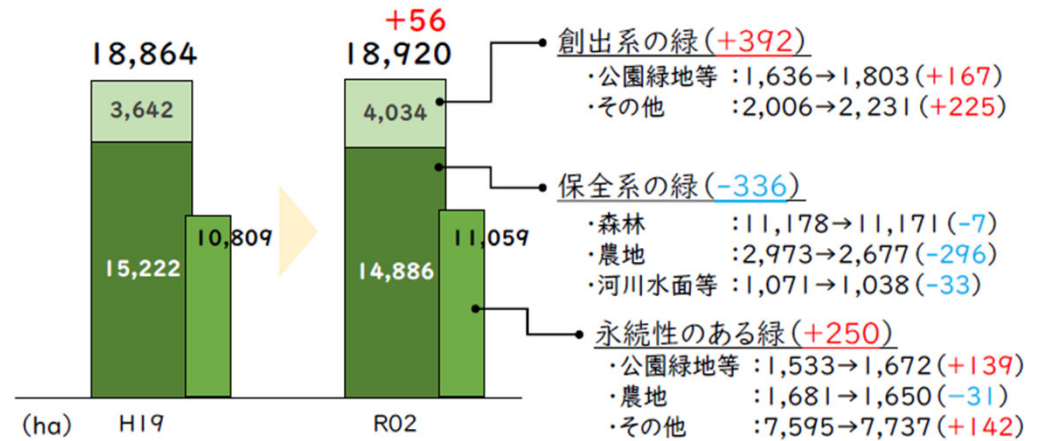 +56
18,864
18,920
3,642
4,034
10,809
11,059
15,222
14,886
(ha)
H19
R02
創出系の緑(+392)
・公園緑地等 :1,636→1,803(+167)
・その他 :2,006→2,231(+225)
保全系の緑(-336)
・森林 :11,178→11,171(-7)
・農地 :2,973→2,677(-296)
・河川水面等 :1,071→1,038(-33)
永続性のある緑(+250)
・公園緑地等 :1,533→1,672(+139)
・農地 :1,681→1,650(-31)
・その他 :7,595→7,737(+142)